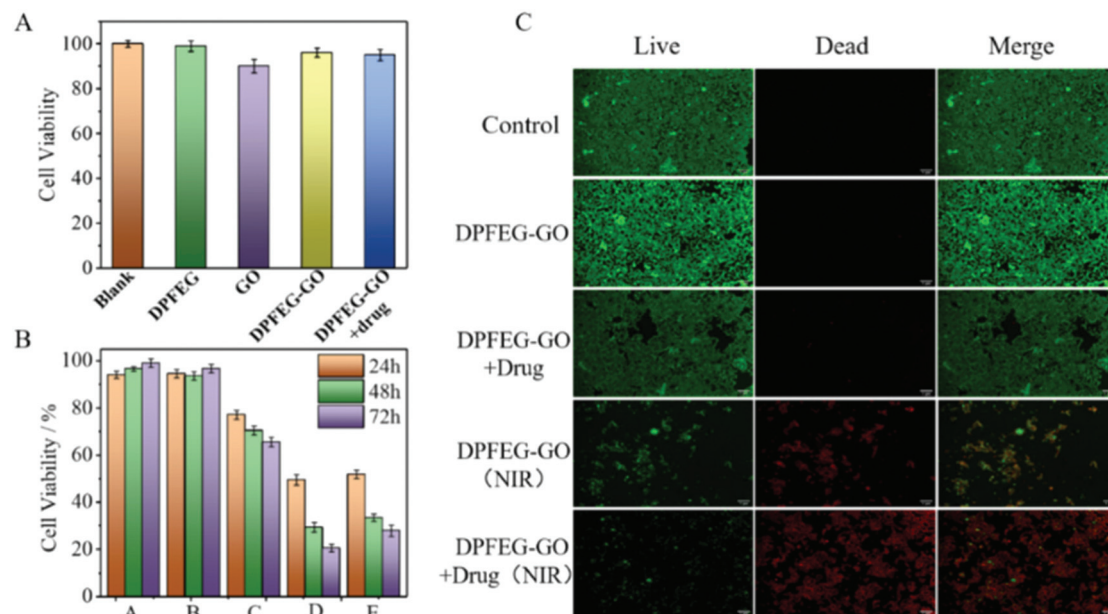 A
Cell Viability
100
80
60
40
20
0
Blank
DPFEG
GO
DPFEG-GO
DPFEG-GO
+drug
B
Cell Viability / %
100
80
60
40
20
0
24h
48h
72h
A B C D E
C
Live Dead Merge
Control
DPFEG-GO
DPFEG-GO
+Drug
DPFEG-GO
（NIR）
DPFEG-GO
+Drug（NIR）